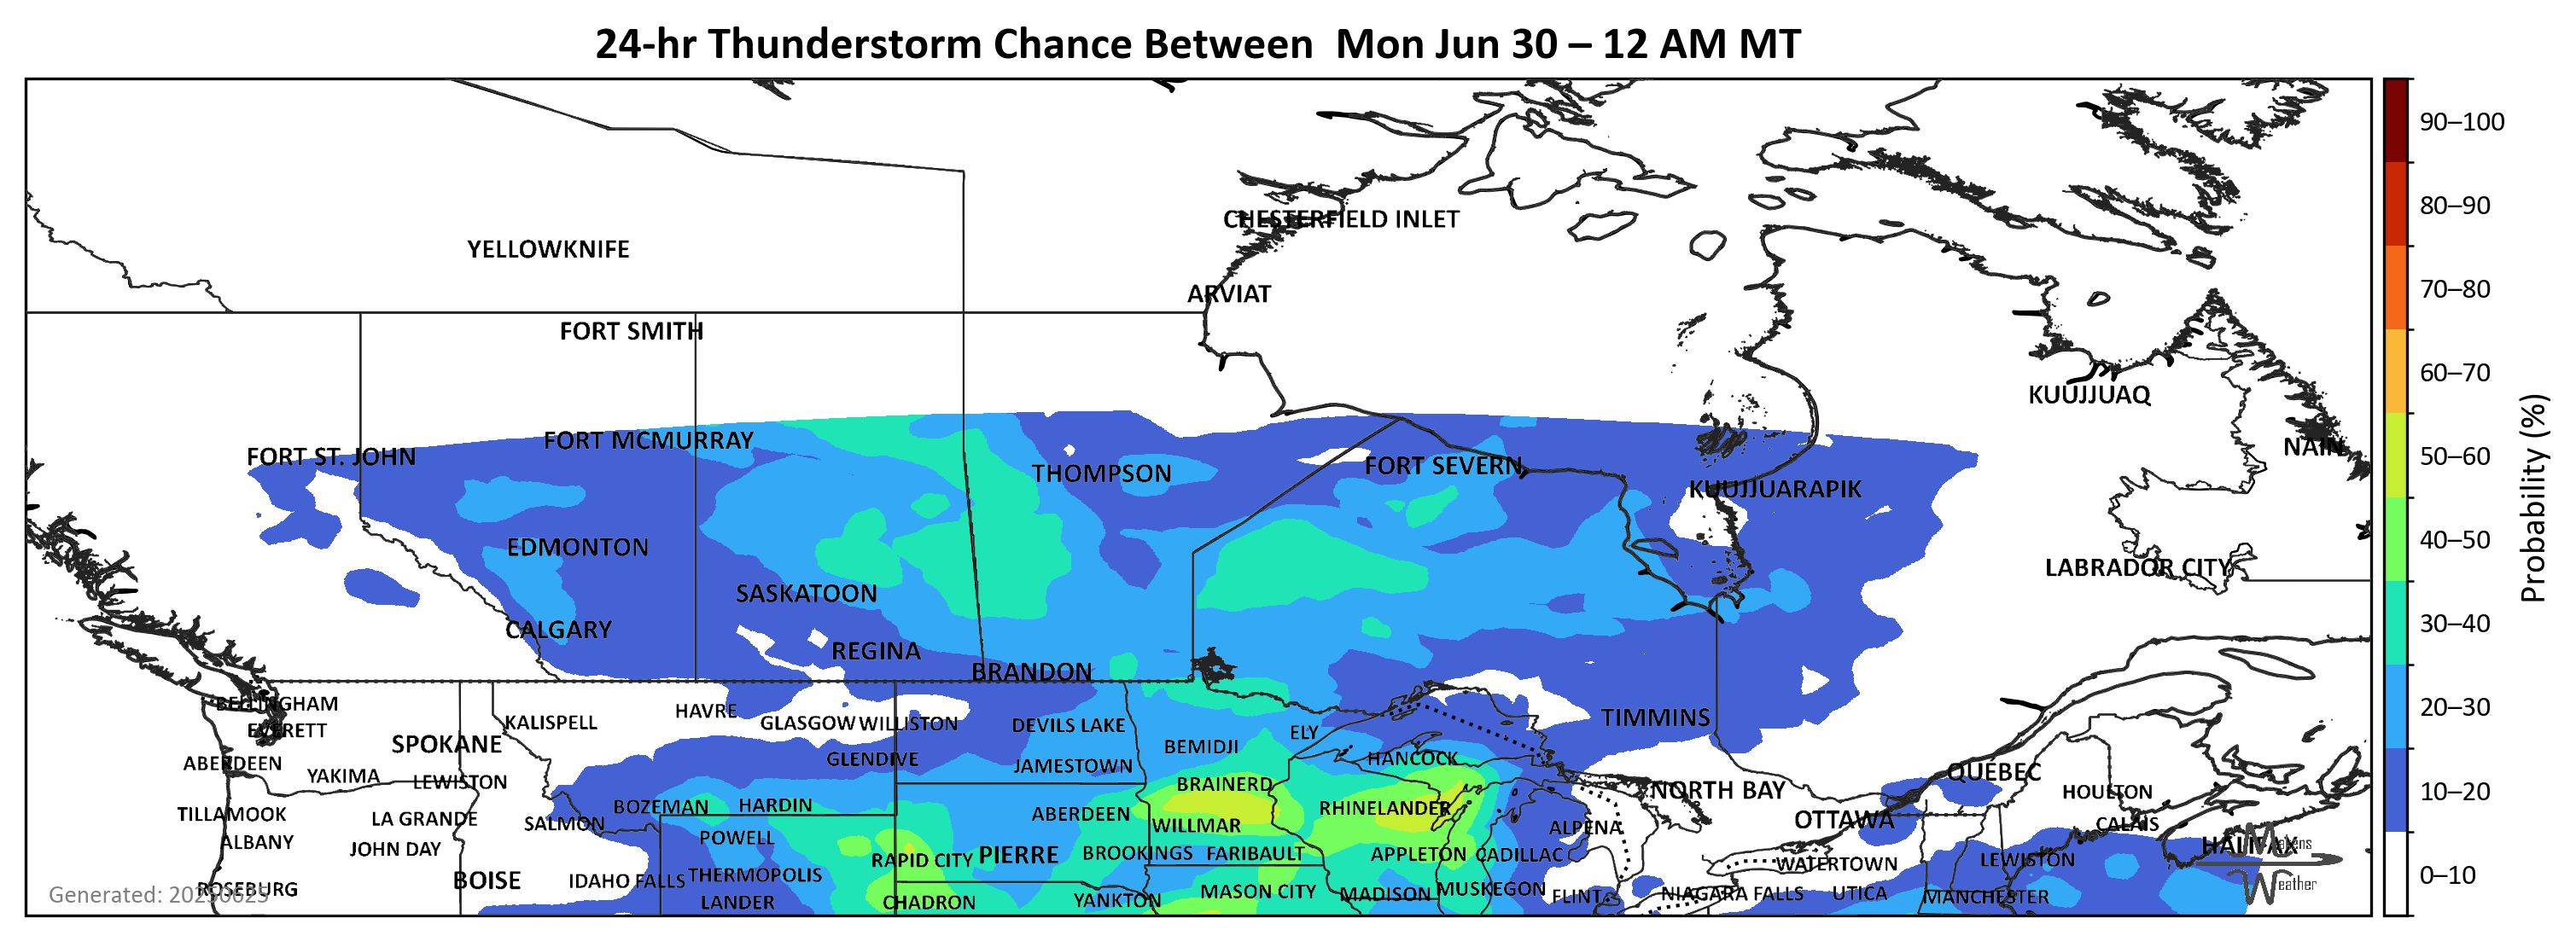 24-hr Thunderstorm Chance Between  Mon Jun 30 – 12 AM MT
90–100
CHESTERFIELD INLET
80–90
YELLOWKNIFE
ARVIAT
70–80
FORT SMITH
60–70
KUUJJUAQ
FORT MCMURRAY
NAIN
FORT ST. JOHN
THOMPSON
FORT SEVERN
50–60
KUUJJUARAPIK
Probability (%)
EDMONTON
40–50
LABRADOR CITY
SASKATOON
CALGARY
30–40
REGINA
BRANDON
BELLINGHAM
HAVRE
20–30
KALISPELL
GLASGOW
WILLISTON
DEVILS LAKE
TIMMINS
EVERETT
ELY
SPOKANE
BEMIDJI
GLENDIVE
HANCOCK
ABERDEEN
JAMESTOWN
QUÉBEC
YAKIMA
LEWISTON
BRAINERD
NORTH BAY
HOULTON
10–20
BOZEMAN
HARDIN
RHINELANDER
TILLAMOOK
LA GRANDE
ABERDEEN
OTTAWA
SALMON
WILLMAR
ALPENA
CALAIS
ALBANY
POWELL
JOHN DAY
BROOKINGS
FARIBAULT
APPLETON
CADILLAC
HALIFAX
Makens
RAPID CITY
PIERRE
LEWISTON
WATERTOWN
THERMOPOLIS
0–10
BOISE
IDAHO FALLS
Weather
ROSEBURG
MASON CITY
MADISON
MUSKEGON
Generated: 20250625
NIAGARA FALLS
UTICA
FLINT
MANCHESTER
LANDER
CHADRON
YANKTON